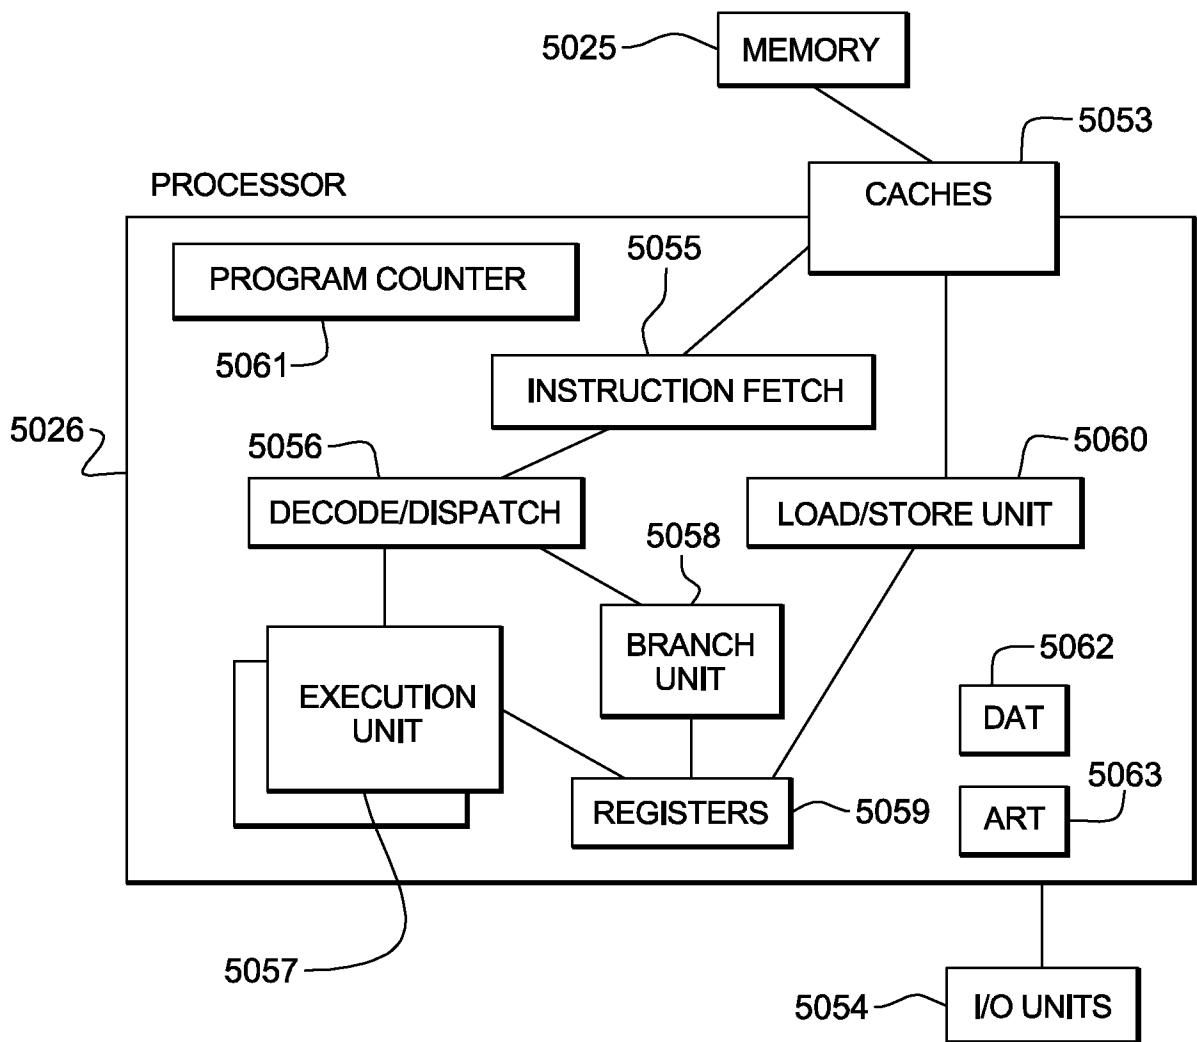 5025
MEMORY
5053
PROCESSOR
CACHES
PROGRAM COUNTER
5055
5061
INSTRUCTION FETCH
5026
5056
5060
DECODE/DISPATCH
LOAD/STORE UNIT
5058
BRANCH
UNIT
5062
EXECUTION
UNIT
DAT
5063
REGISTERS
5059
ART
5057
5054
I/O UNITS